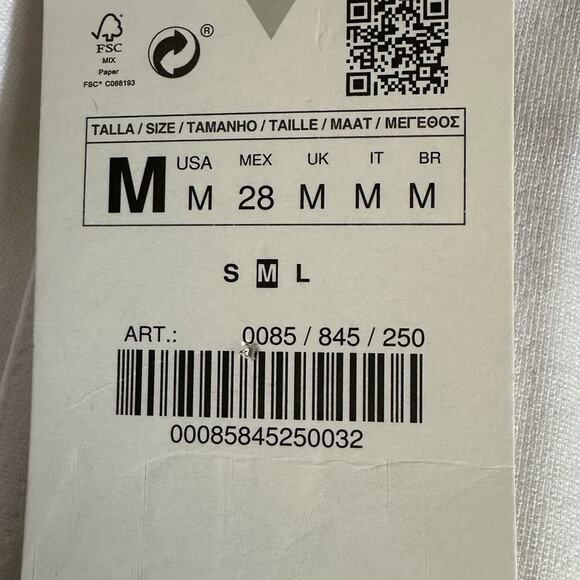 FSC
®
MIX
Paper
FSC® C068193
TALLA / SIZE / TAMANHO / TAILLE / MAAT / ΜΕΓΕΘΟΣ
M USA MEX UK IT BR
M 28 M M M
S M L
ART.: 0085 / 845 / 250
00085845250032